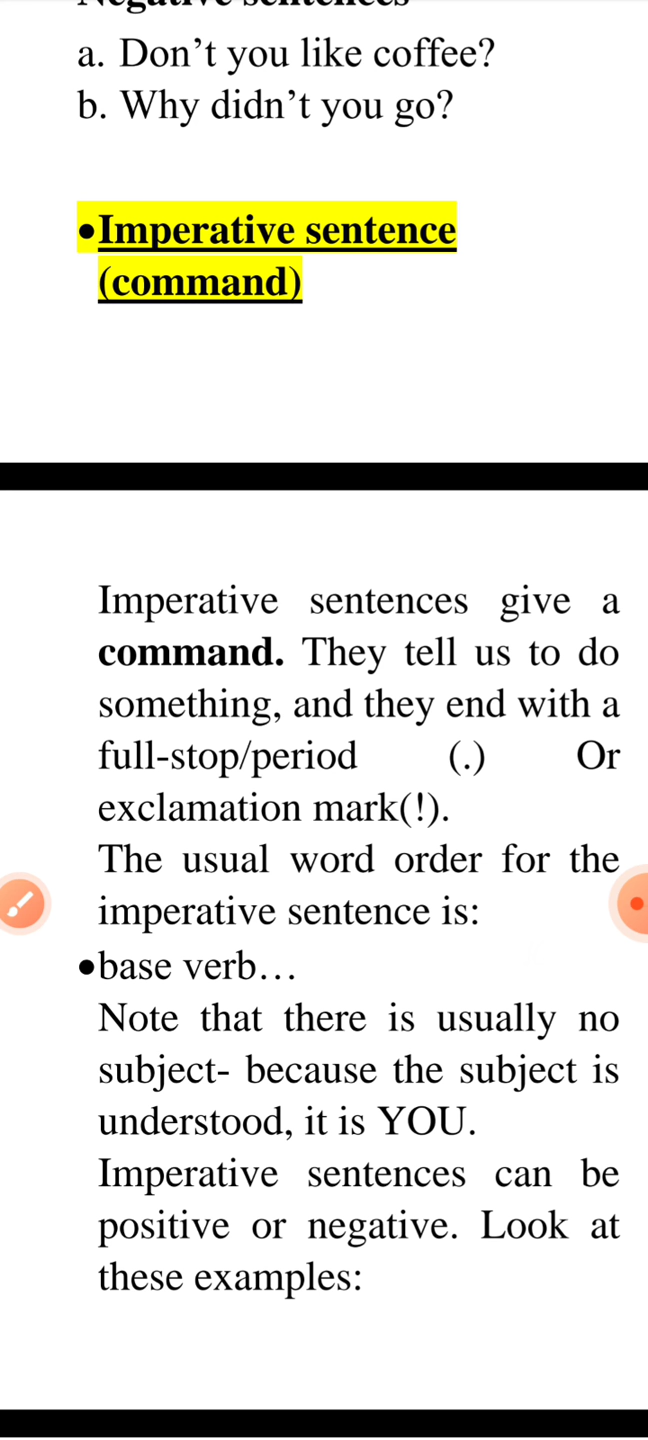 Negative sentences
a. Don’t you like coffee?
b. Why didn’t you go?
•Imperative sentence
(command)
Imperative sentences give a
command. They tell us to do
something, and they end with a
full-stop/period (.) Or
exclamation mark(!).
The usual word order for the
imperative sentence is:
•base verb…
Note that there is usually no
subject- because the subject is
understood, it is YOU.
Imperative sentences can be
positive or negative. Look at
these examples: